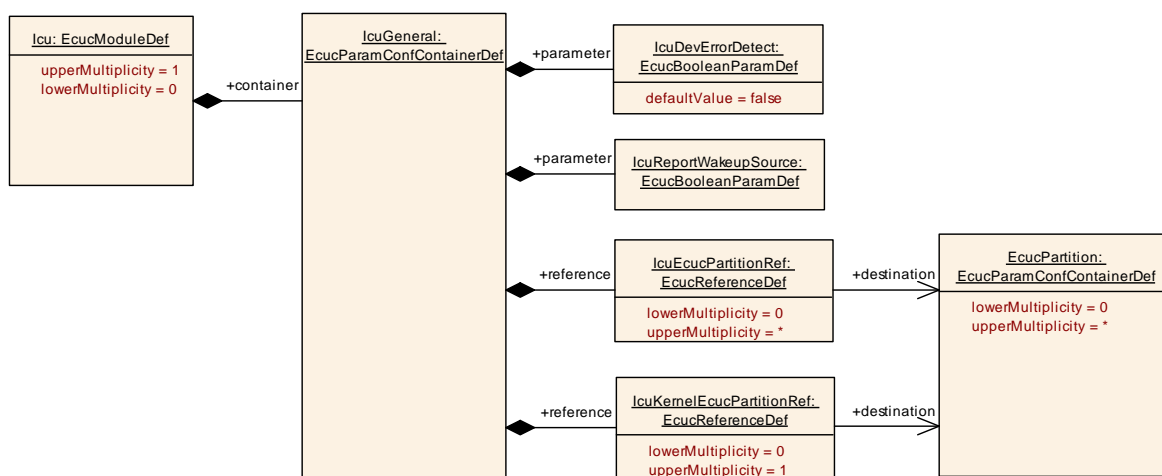 Icu: EcucModuleDef
upperMultiplicity = 1
lowerMultiplicity = 0
+container
IcuGeneral:
EcucParamConfContainerDef
+parameter
IcuDevErrorDetect:
EcucBooleanParamDef
defaultValue = false
+parameter
IcuReportWakeupSource:
EcucBooleanParamDef
+reference
IcuEcucPartitionRef:
EcucReferenceDef
lowerMultiplicity = 0
upperMultiplicity = *
+destination
EcucPartition:
EcucParamConfContainerDef
lowerMultiplicity = 0
upperMultiplicity = *
+reference
IcuKernelEcucPartitionRef:
EcucReferenceDef
lowerMultiplicity = 0
upperMultiplicity = 1
+destination